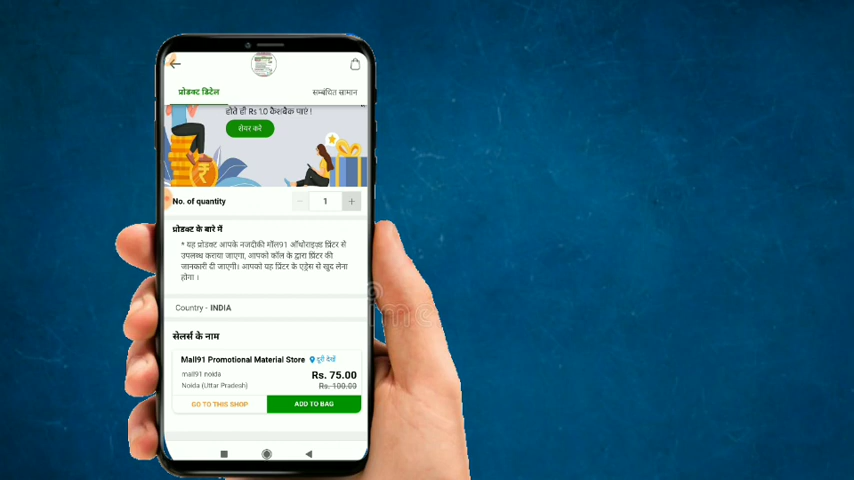 प्रोडक्ट डिटेल
सम्बंधित सामान
होते ही Rs 10 कैशबैक पाएं !
शेयर करे
No. of quantity
1
प्रोडक्ट के बारे में
* यह प्रोडक्ट आपके नजदीकी मॉल91 ऑथोराइज़्ड प्रिंटर से
उपलब्ध कराया जाएगा, आपको कॉल के द्वारा प्रिंटर की
जानकारी दी जाएगी। आपको यह प्रिंटर के एड्रेस से खुद लेना
होगा ।
Country - INDIA
सेलर्स के नाम
Mall91 Promotional Material Store
दूरी देखें
mall91 noida
Rs. 75.00
Noida (Uttar Pradesh)
Rs. 100.00
GO TO THIS SHOP
ADD TO BAG